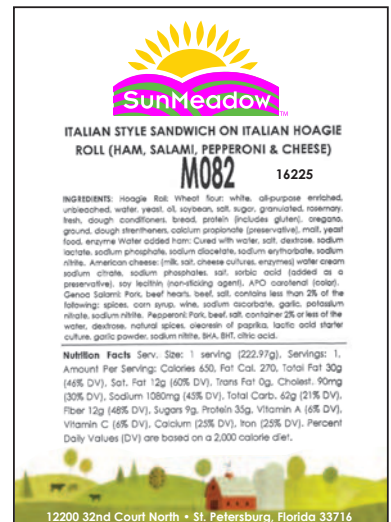 SunMeadow
TM
ITALIAN STYLE SANDWICH ON ITALIAN HOAGIE
ROLL (HAM, SALAMI, PEPPERONI & CHEESE)
M082 16225
INGREDIENTS: Hoagie Roll: Wheat flour: white, all-purpose enriched,
unbleached, water, yeast, oil, soybean, salt, sugar, granulated, rosemary,
fresh, dough conditioners, bread, protein (includes gluten), oregano,
ground, dough strengtheners, calcium propionate (preservative), malt, yeast
food, enzyme Water added ham: Cured with water, salt, dextrose, sodium
lactate, sodium phosphate, sodium diacetate, sodium erythorbate, sodium
nitrite. American cheese: (milk, salt, cheese cultures, enzymes) water cream
sodium citrate, sodium phosphates, salt, sorbic acid (added as a
preservative), soy lecithin (non-sticking agent), APO carotenal (color).
Genoa Salami: Pork, beef hearts, beef, salt, contains less than 2% of the
following: spices, corn syrup, wine, sodium ascorbate, garlic, potassium
nitrate, sodium nitrite. Pepperoni: Pork, beef, salt, container 2% or less of the
water, dextrose, natural spices, oleoresin of paprika, lactic acid starter
culture, garlic powder, sodium nitrite, BHA, BHT, citric acid.
Nutrition Facts Serv. Size: 1 serving (222.97g), Servings: 1,
Amount Per Serving: Calories 650, Fat Cal. 270, Total Fat 30g
(46% DV), Sat. Fat 12g (60% DV), Trans Fat 0g, Cholest. 90mg
(30% DV), Sodium 1080mg (45% DV), Total Carb. 62g (21% DV),
Fiber 12g (48% DV), Sugars 9g, Protein 35g, Vitamin A (6% DV),
Vitamin C (6% DV), Calcium (25% DV), Iron (25% DV). Percent
Daily Values (DV) are based on a 2,000 calorie diet.
12200 32nd Court North • St. Petersburg, Florida 33716